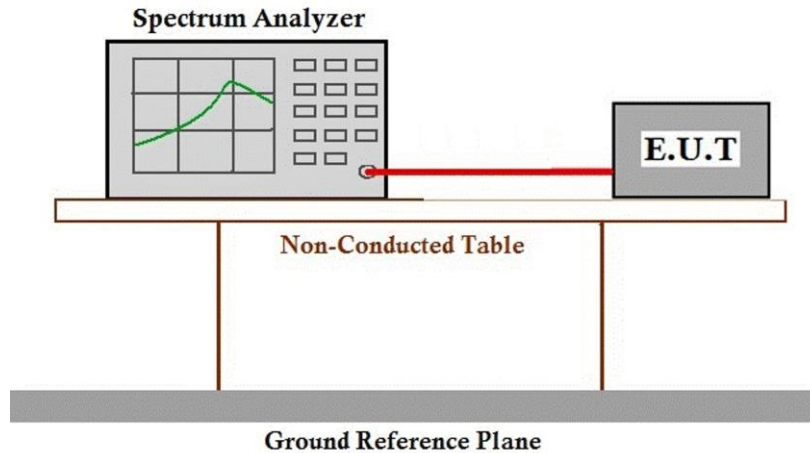 Spectrum Analyzer
E.U.T
Non-Conducted Table
Ground Reference Plane